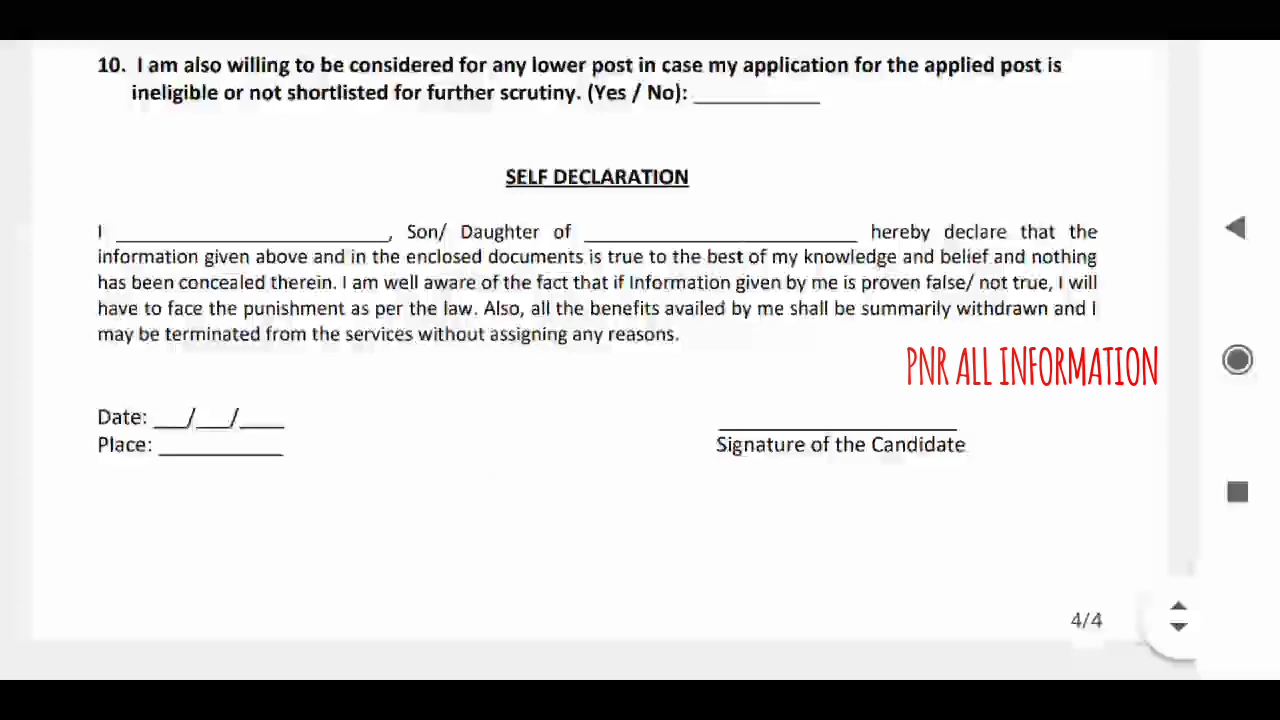 10. I am also willing to be considered for any lower post in case my application for the applied post is
ineligible or not shortlisted for further scrutiny. (Yes / No): ___________
SELF DECLARATION
I ________________________, Son/ Daughter of ________________________ hereby declare that the
information given above and in the enclosed documents is true to the best of my knowledge and belief and nothing
has been concealed therein. I am well aware of the fact that if Information given by me is proven false/ not true, I will
have to face the punishment as per the law. Also, all the benefits availed by me shall be summarily withdrawn and I
may be terminated from the services without assigning any reasons.
PNR ALL INFORMATION
Date: ___/___/____
Place: ___________
_____________________
Signature of the Candidate
4/4